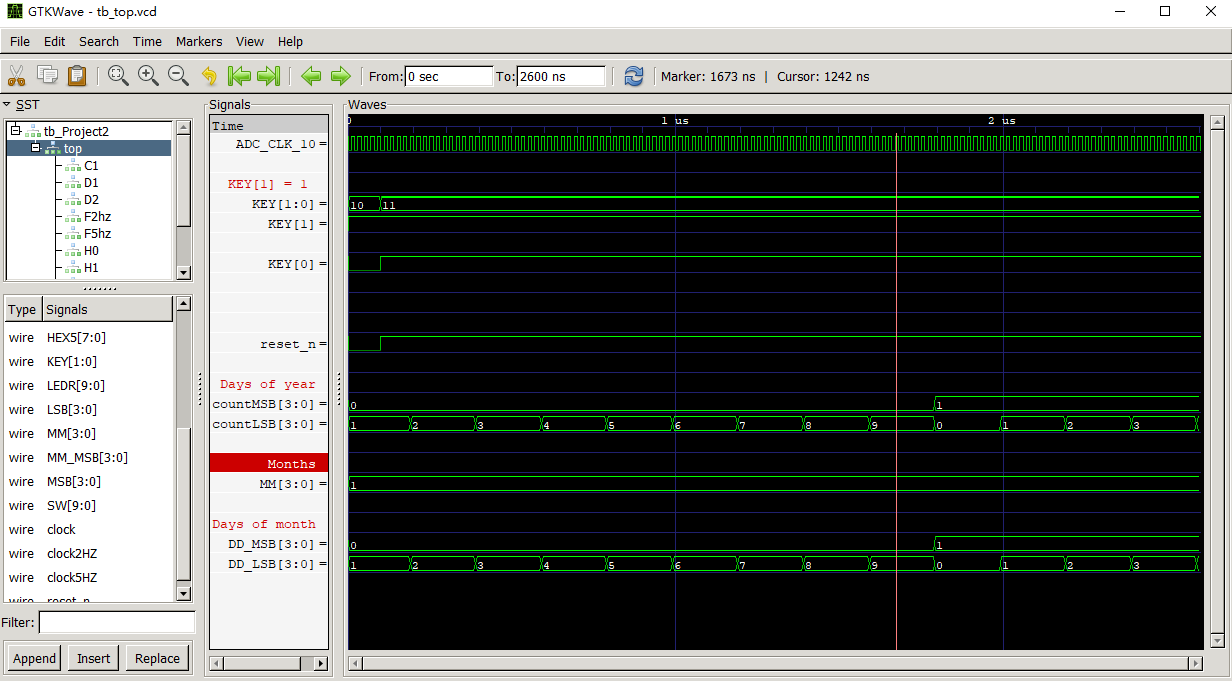 GTKWave - tb_top.vcd
File Edit Search Time Markers View Help
From: 0 sec To: 2600 ns Marker: 1673 ns | Cursor: 1242 ns
SST
tb_Project2
top
C1
D1
D2
F2hz
F5hz
H0
H1
Type Signals
wire HEX5[7:0]
wire KEY[1:0]
wire LEDR[9:0]
wire LSB[3:0]
wire MM[3:0]
wire MM_MSB[3:0]
wire MSB[3:0]
wire SW[9:0]
wire clock
wire clock2HZ
wire clock5HZ
wire reset_n
Filter:
Append Insert Replace
Signals
Time
ADC_CLK_10 =
KEY[1] = 1
KEY[1:0] =
KEY[1] =
KEY[0] =
reset_n =
Days of year
countMSB[3:0] =
countLSB[3:0] =
Months
MM[3:0] =
Days of month
DD_MSB[3:0] =
DD_LSB[3:0] =
Waves
0 1 us 2 us
10 11
0 1
1 2 3 4 5 6 7 8 9 0 1 2 3
1
0 1
1 2 3 4 5 6 7 8 9 0 1 2 3